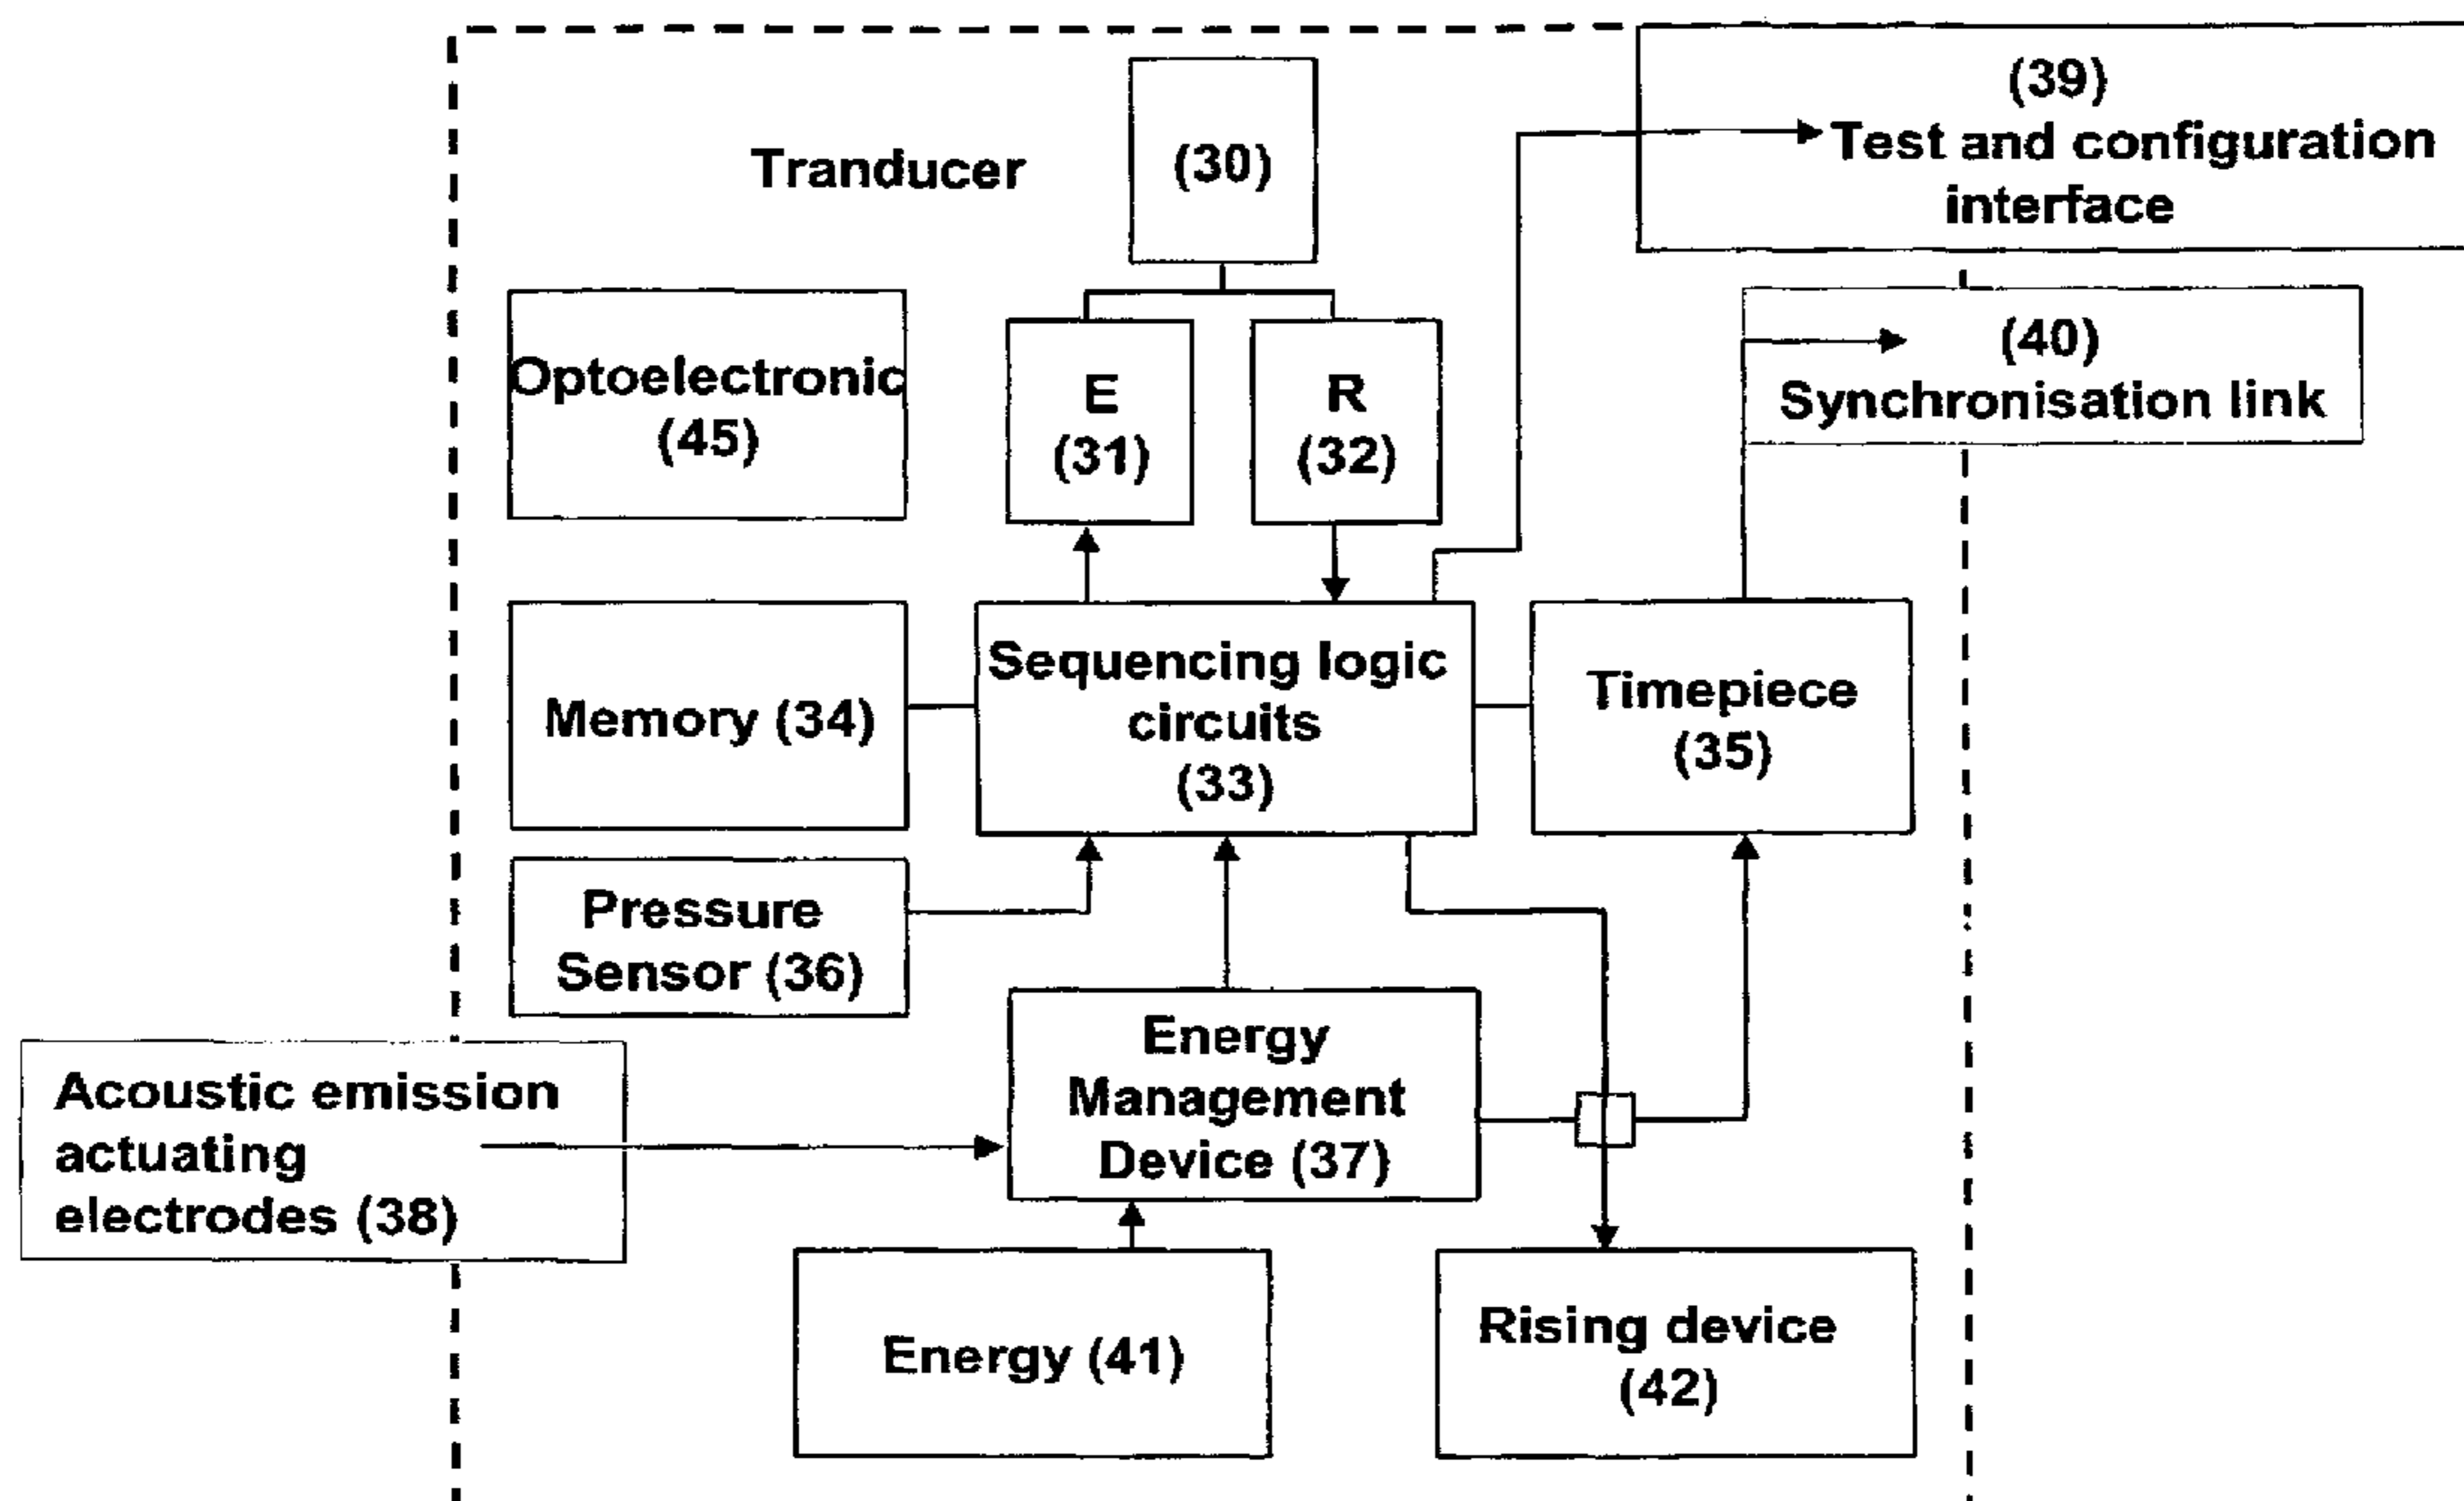 (39)
Test and configuration
interface
Tranducer
(30)
(40)
Synchronisation link
Optoelectronic
(45)
E
(31)
R
(32)
Memory (34)
Sequencing logic
circuits
(33)
Timepiece
(35)
Pressure
Sensor (36)
Acoustic emission
actuating
electrodes (38)
Energy
Management
Device (37)
Energy (41)
Rising device
(42)